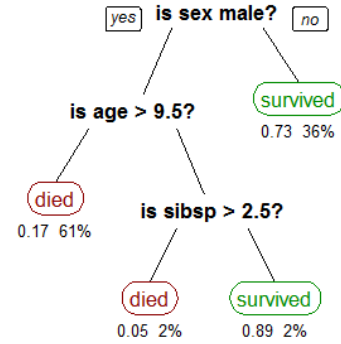 yes is sex male? no
survived
0.73 36%
is age > 9.5?
died
0.17 61%
is sibsp > 2.5?
died survived
0.05 2% 0.89 2%